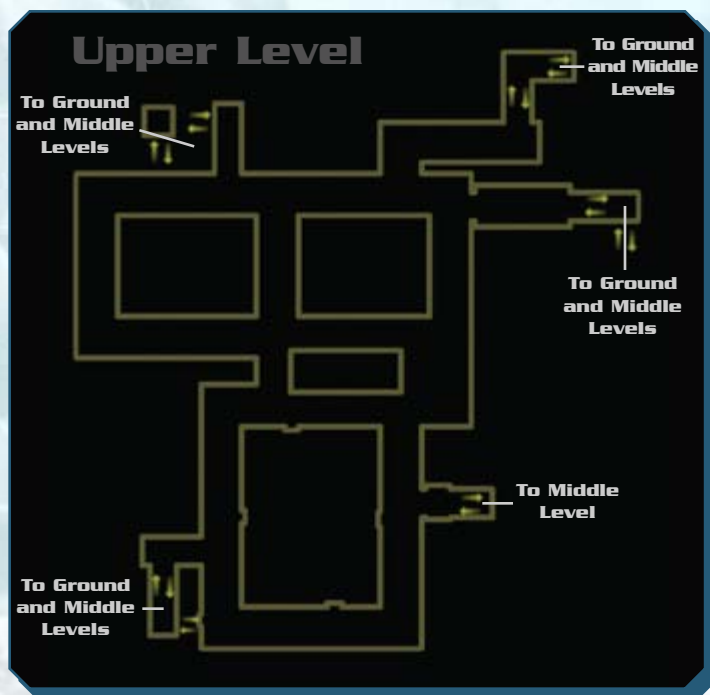 Upper Level
To Ground
and Middle
Levels
To Ground
and Middle
Levels
To Ground
and Middle
Levels
To Middle
Level
To Ground
and Middle
Levels